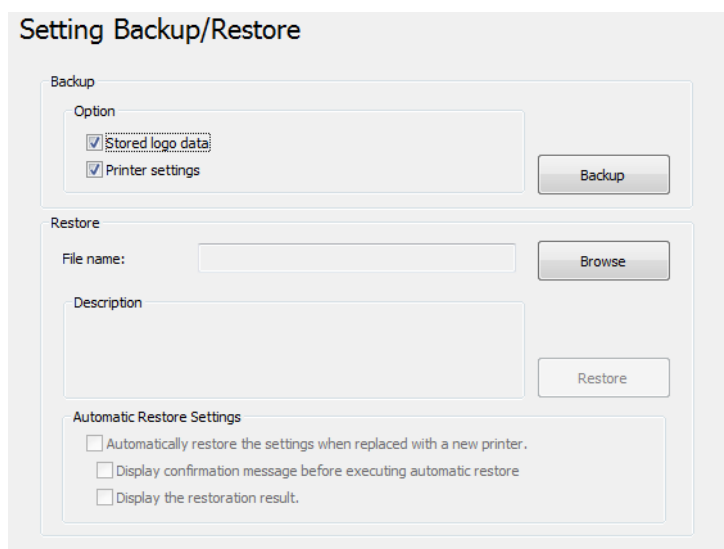 Setting Backup/Restore
Backup
Option
Stored logo data
Printer settings
Backup
Restore
File name:
Browse
Description
Restore
Automatic Restore Settings
Automatically restore the settings when replaced with a new printer.
Display confirmation message before executing automatic restore
Display the restoration result.